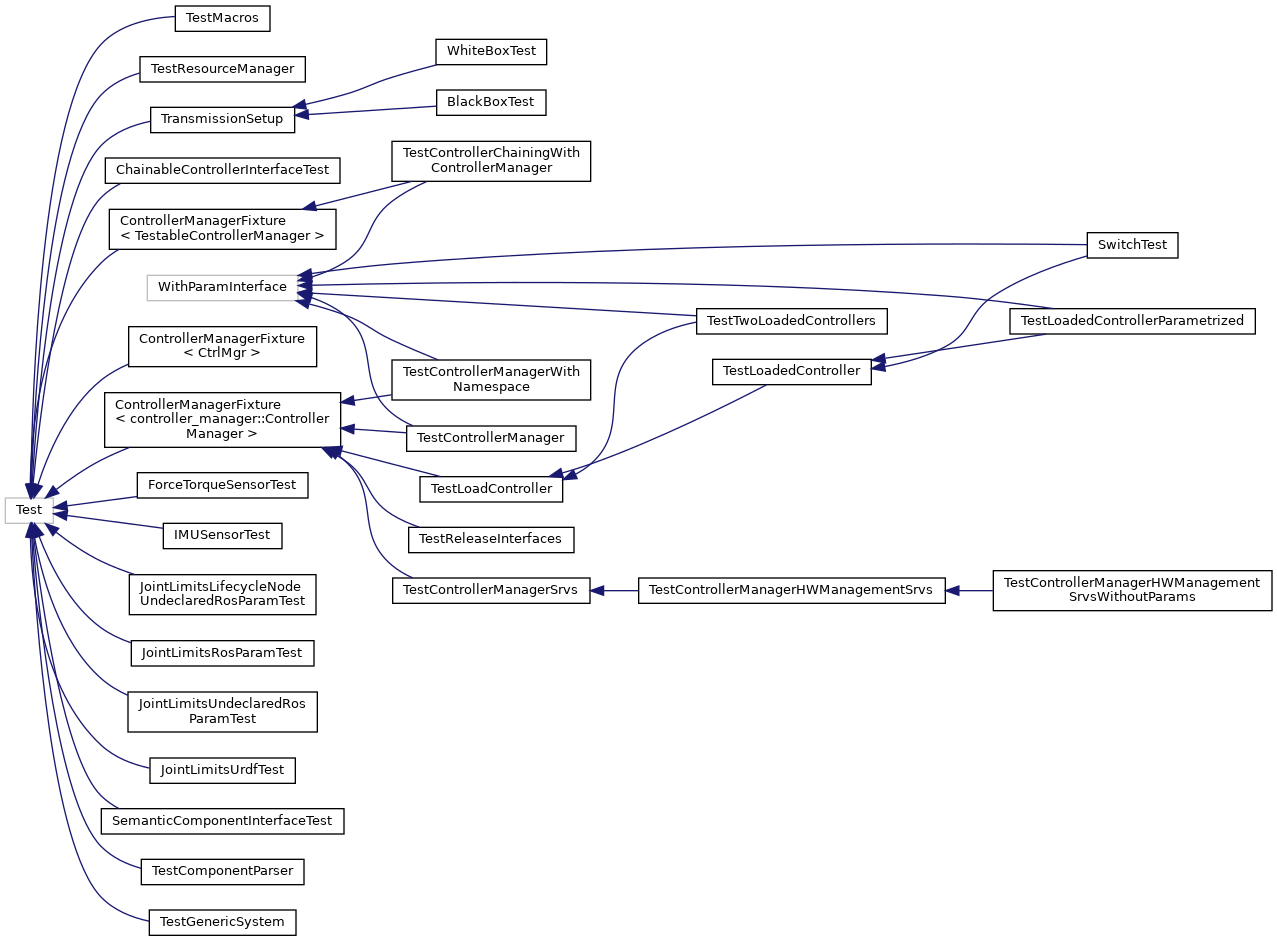 TestMacros
TestResourceManager
TransmissionSetup
ChainableControllerInterfaceTest
ControllerManagerFixture
< TestableControllerManager >
WithParamInterface
ControllerManagerFixture
< CtrlMgr >
ControllerManagerFixture
< controller_manager::Controller
Manager >
ForceTorqueSensorTest
Test
IMUSensorTest
JointLimitsLifecycleNode
UndeclaredRosParamTest
JointLimitsRosParamTest
JointLimitsUndeclaredRos
ParamTest
JointLimitsUrdfTest
SemanticComponentInterfaceTest
TestComponentParser
TestGenericSystem
WhiteBoxTest
BlackBoxTest
TestControllerChainingWith
ControllerManager
TestControllerManagerWith
Namespace
TestControllerManager
TestLoadController
TestReleaseInterfaces
TestControllerManagerSrvs
TestTwoLoadedControllers
TestLoadedController
TestControllerManagerHWManagementSrvs
SwitchTest
TestLoadedControllerParametrized
TestControllerManagerHWManagement
SrvsWithoutParams